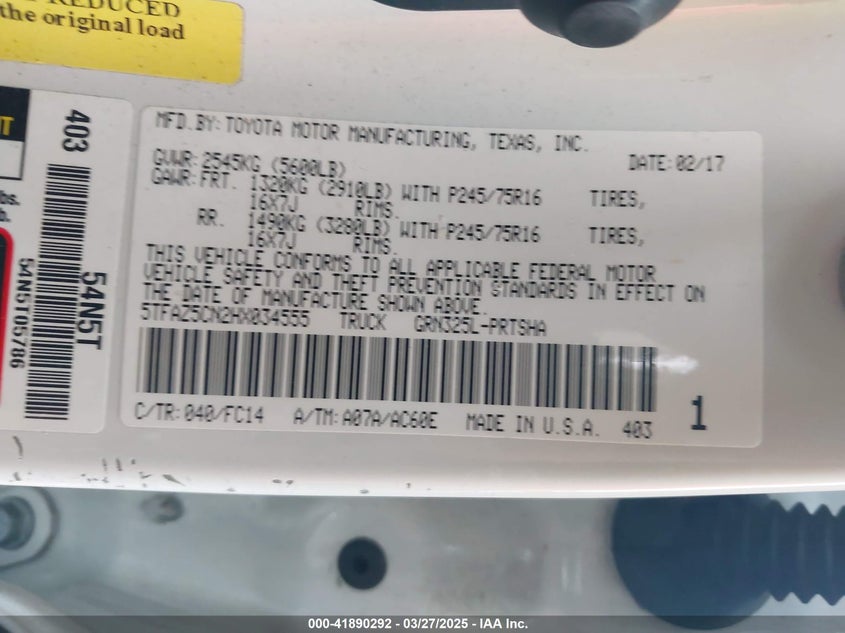 REDUCED
the original load
403
54N5T
54N5T05786
MFD.BY:TOYOTA MOTOR MANUFACTURING, TEXAS, INC.
GVWR:2545KG (5600LB) DATE:02/17
GAWR:FRT. 1320KG (2910LB) WITH P245/75R16 TIRES,
16X7J RIMS.
RR. 1490KG (3280LB) WITH P245/75R16 TIRES,
16X7J RIMS.
THIS VEHICLE CONFORMS TO ALL APPLICABLE FEDERAL MOTOR
VEHICLE SAFETY AND THEFT PREVENTION STANDARDS IN EFFECT ON
THE DATE OF MANUFACTURE SHOWN ABOVE.
5TFAZ5CN2HX034555 TRUCK GRN325L-PRTSHA
C/TR:040/FC14 A/TM:A07A/AC60E MADE IN U.S.A. 403 1
000-41890292 - 03/27/2025 - IAA Inc.